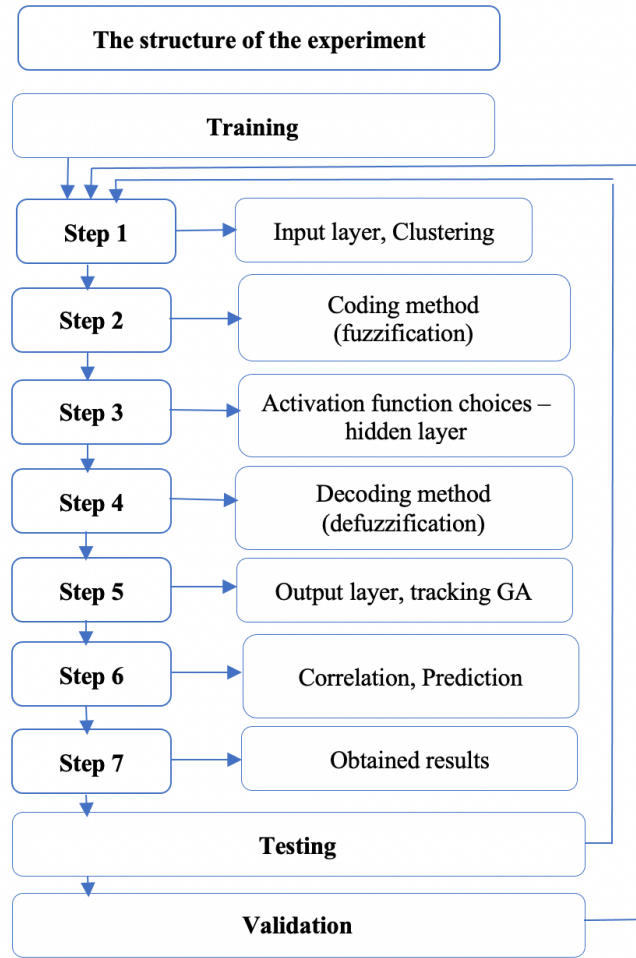 The structure of the experiment
Training
Step 1
Input layer, Clustering
Step 2
Coding method
(fuzzification)
Step 3
Activation function choices –
hidden layer
Step 4
Decoding method
(defuzzification)
Step 5
Output layer, tracking GA
Step 6
Correlation, Prediction
Step 7
Obtained results
Testing
Validation